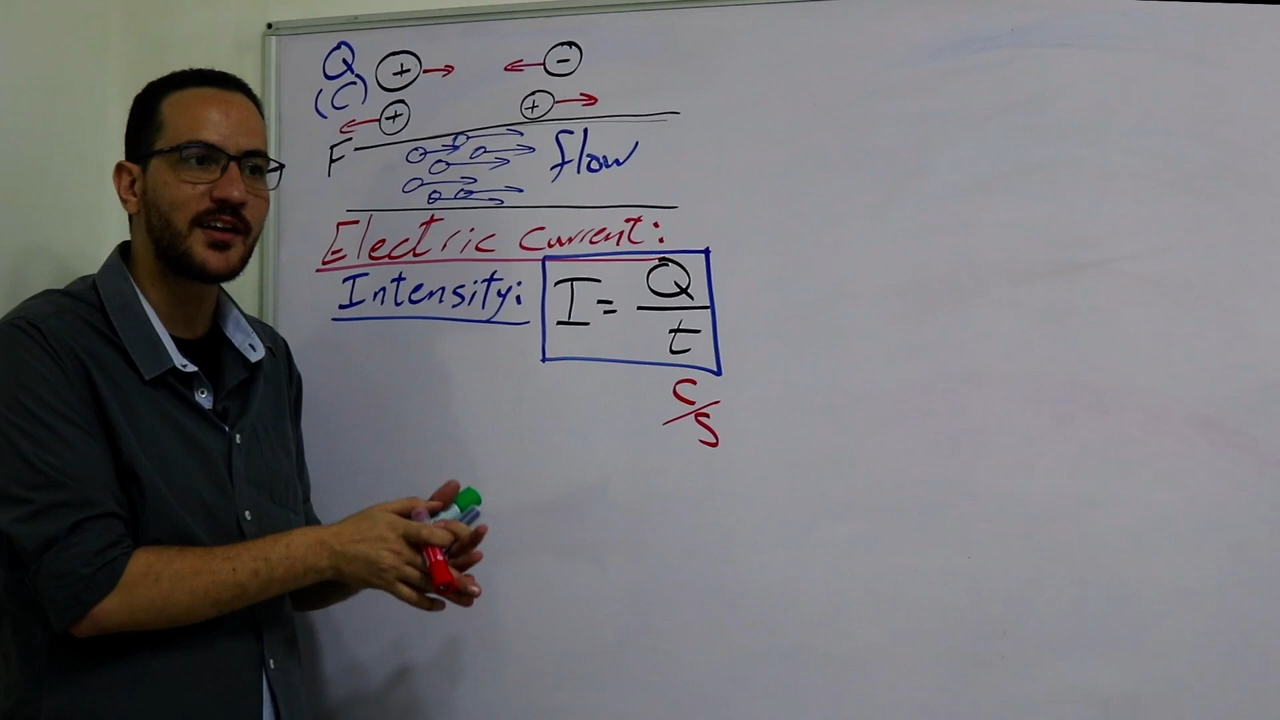 Q + -
(C) + +
F flow
Electric Current:
Intensity: I = Q/t
C/S